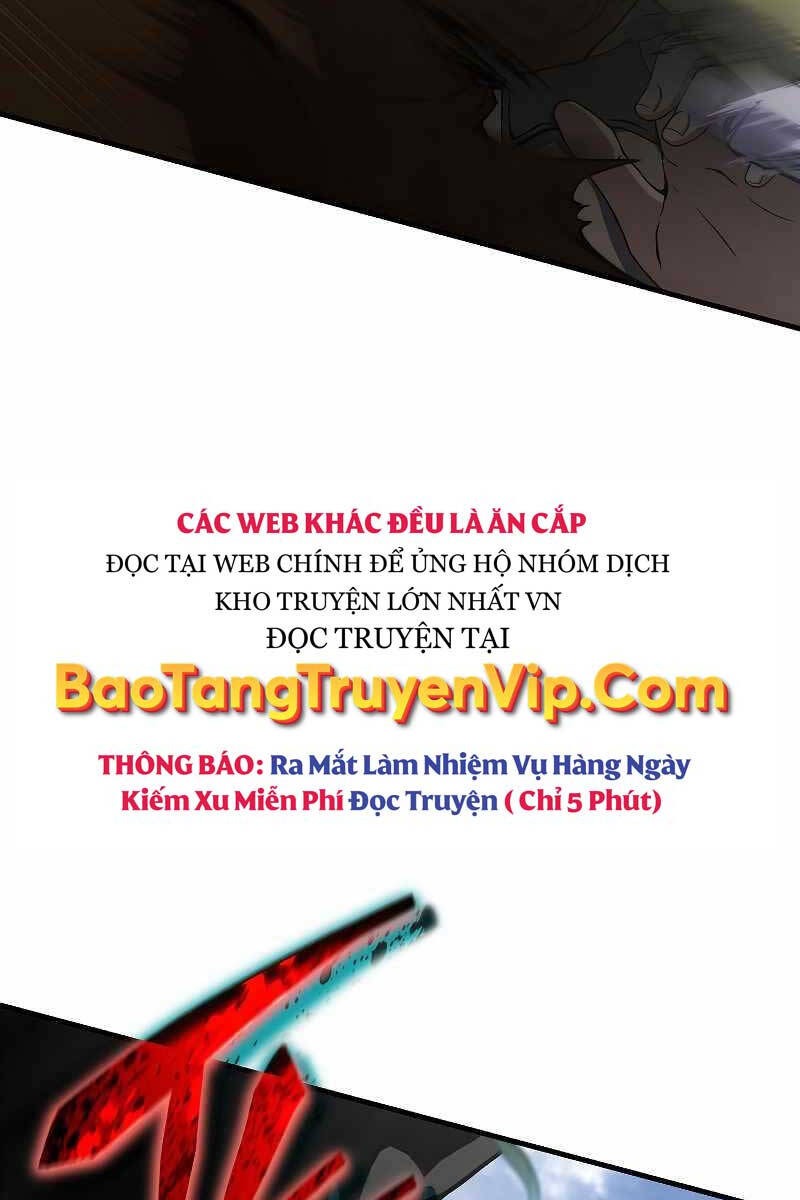 CÁC WEB KHÁC ĐỀU LÀ ĂN CẮP
ĐỌC TẠI WEB CHÍNH ĐỂ ỦNG HỘ NHÓM DỊCH
KHO TRUYỆN LỚN NHẤT VN
ĐỌC TRUYỆN TẠI
BaoTangTruyenVip.Com
THÔNG BÁO: Ra Mắt Làm Nhiệm Vụ Hàng Ngày
Kiếm Xu Miễn Phí Đọc Truyện ( Chỉ 5 Phút)